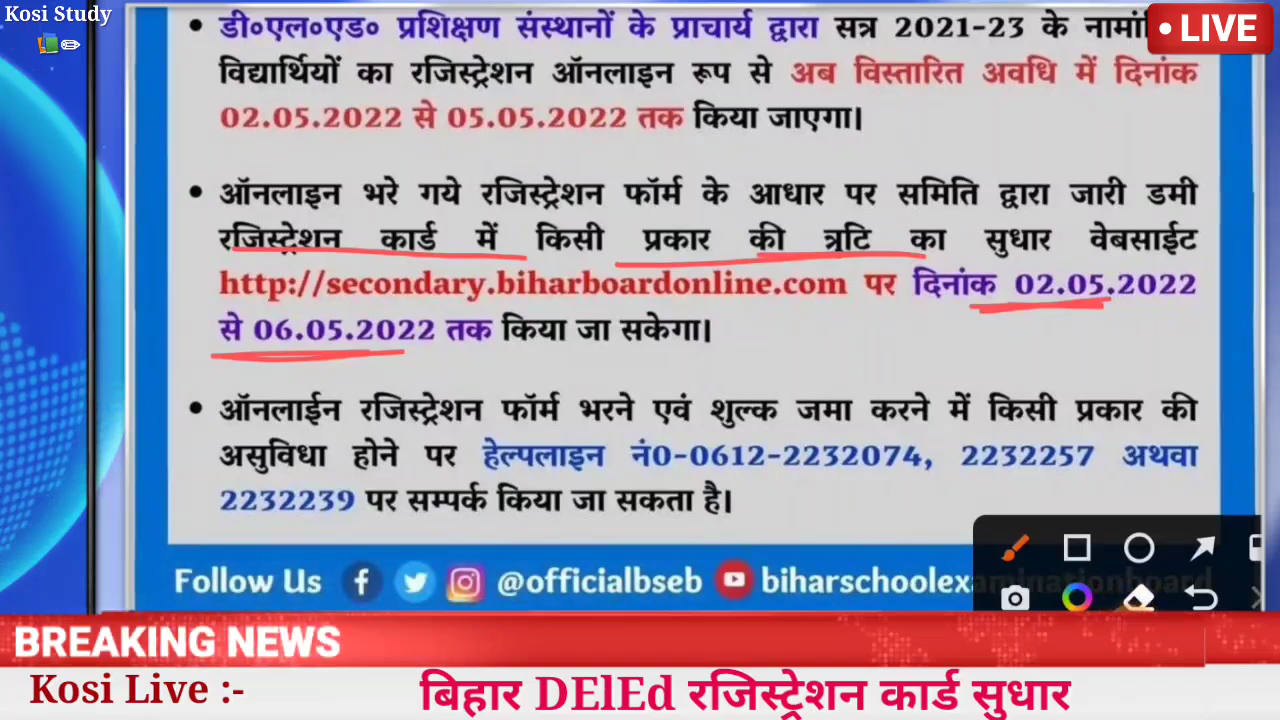 Kosi Study
LIVE
डी०एल०एड० प्रशिक्षण संस्थानों के प्राचार्य द्वारा सत्र 2021-23 के
विद्यार्थियों का रजिस्ट्रेशन ऑनलाइन रूप से अब विस्तारित अवधि में दिनांक
02.05.2022 से 05.05.2022 तक किया जाएगा।
ऑनलाइन भरे गये रजिस्ट्रेशन फॉर्म के आधार पर समिति द्वारा जारी डमी
रजिस्ट्रेशन कार्ड में किसी प्रकार की त्रुटि का सुधार वेबसाईट
http://secondary.biharboardonline.com पर दिनांक 02.05.2022
से 06.05.2022 तक किया जा सकेगा।
ऑनलाईन रजिस्ट्रेशन फॉर्म भरने एवं शुल्क जमा करने में किसी प्रकार की
असुविधा होने पर हेल्पलाइन नं0-0612-2232074, 2232257 अथवा
2232239 पर सम्पर्क किया जा सकता है।
Follow Us @officialbseb biharschoolexaminationboard
BREAKING NEWS
Kosi Live :- बिहार DElEd रजिस्ट्रेशन कार्ड सुधार